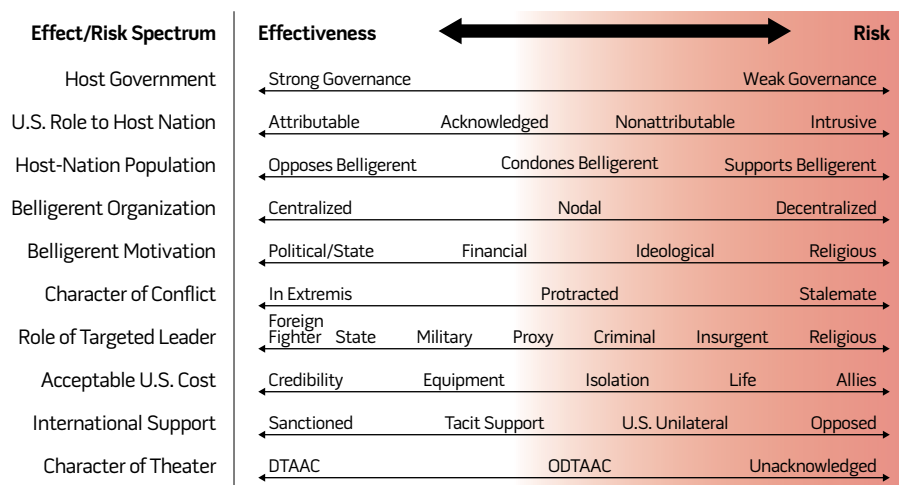 Effect/Risk Spectrum Effectiveness Risk
Host Government Strong Governance Weak Governance
U.S. Role to Host Nation Attributable Acknowledged Nonattributable Intrusive
Host-Nation Population Opposes Belligerent Condones Belligerent Supports Belligerent
Belligerent Organization Centralized Nodal Decentralized
Belligerent Motivation Political/State Financial Ideological Religious
Character of Conflict In Extremis Protracted Stalemate
Role of Targeted Leader Foreign Fighter State Military Proxy Criminal Insurgent Religious
Acceptable U.S. Cost Credibility Equipment Isolation Life Allies
International Support Sanctioned Tacit Support U.S. Unilateral Opposed
Character of Theater DTAAC ODTAAC Unacknowledged